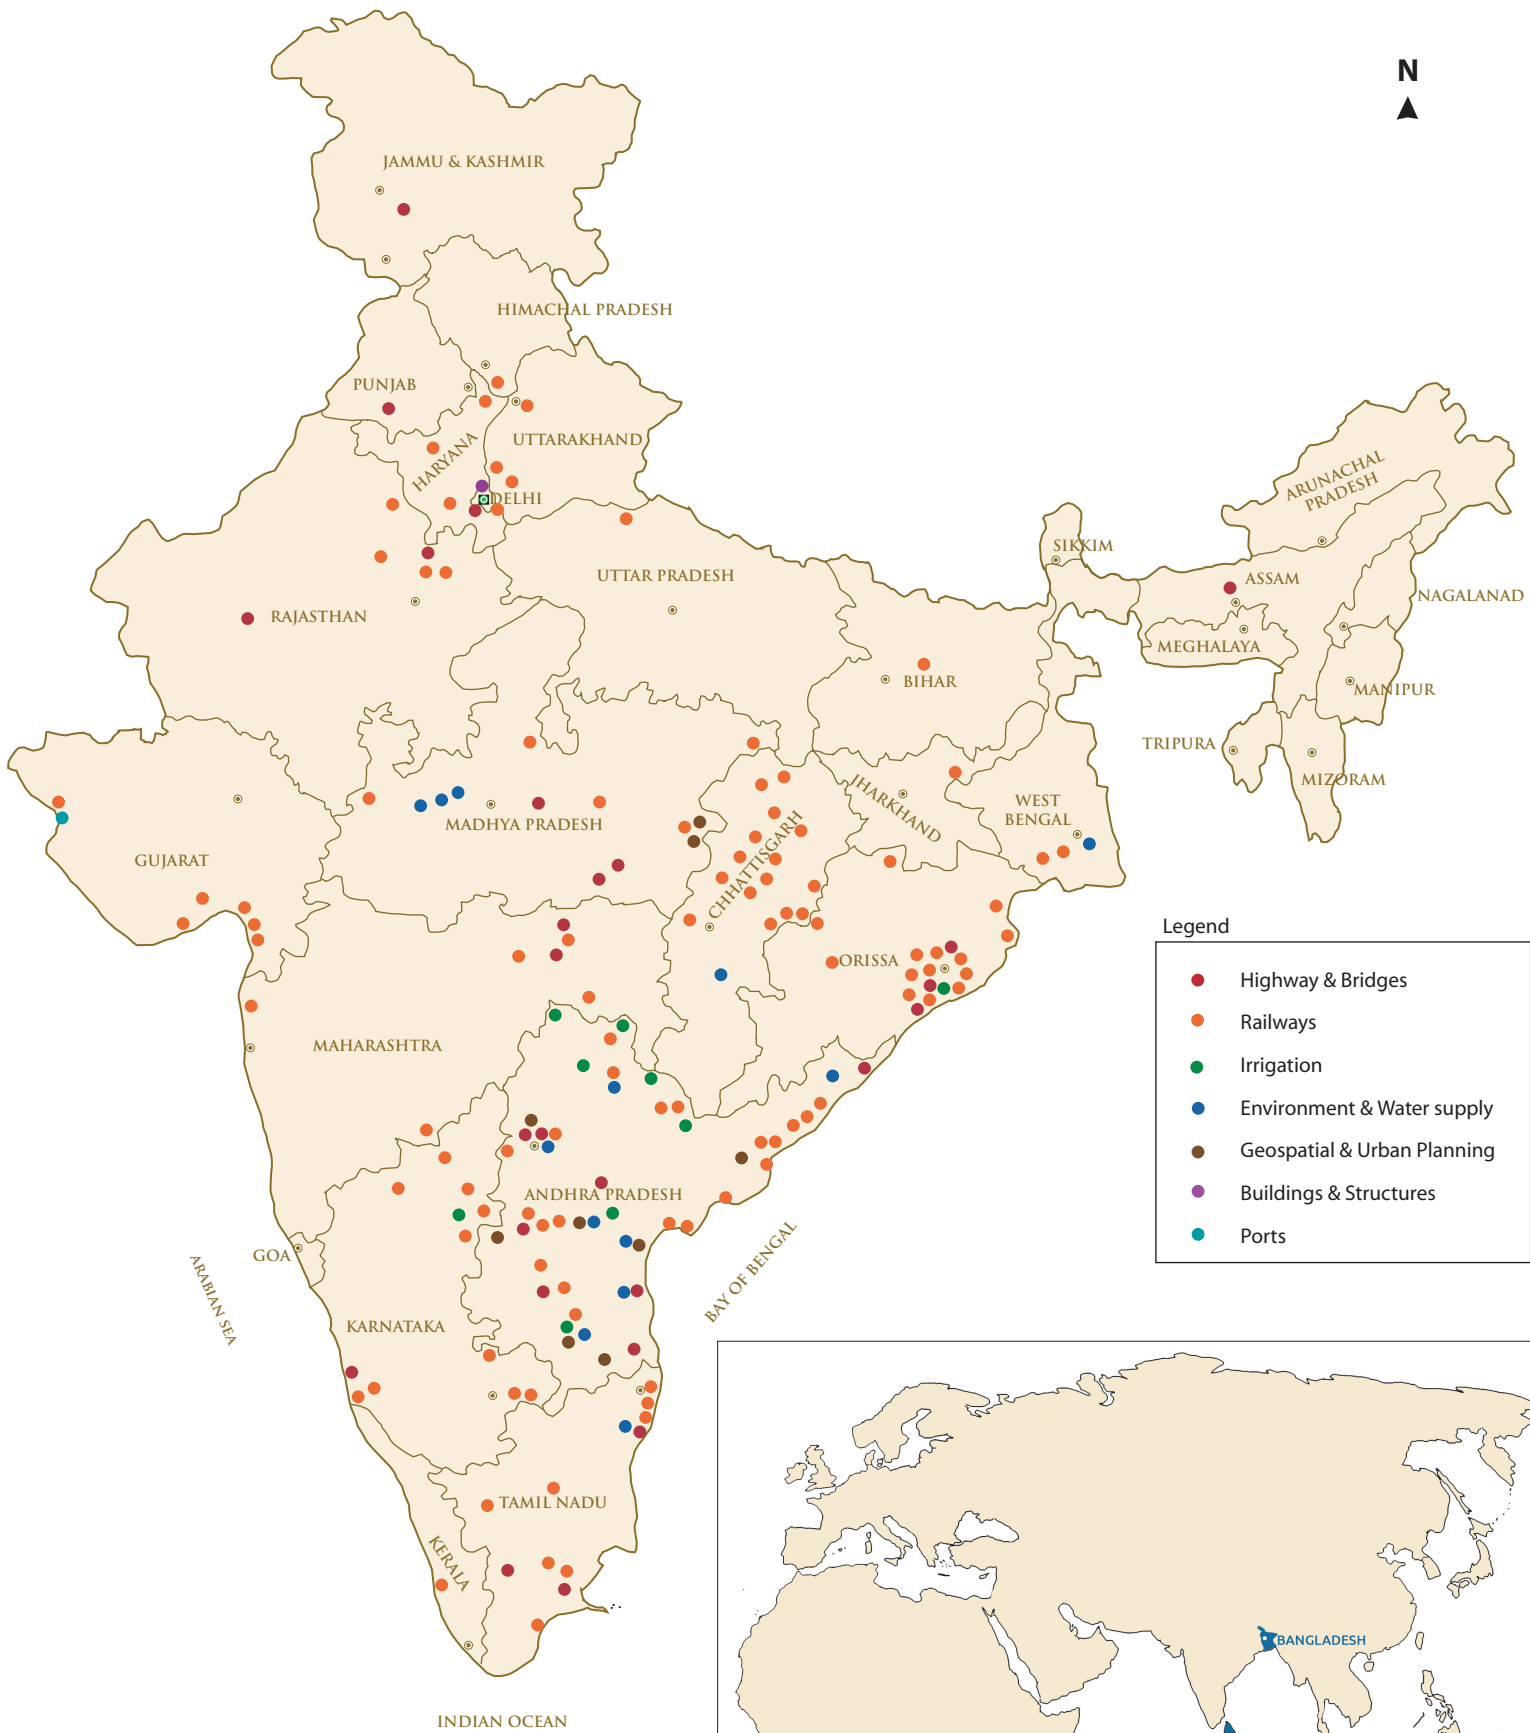 N
JAMMU & KASHMIR
HIMACHAL PRADESH
PUNJAB
UTTARAKHAND
HARYANA
DELHI
ARUNACHAL
PRADESH
SIKKIM
UTTAR PRADESH
ASSAM
NAGALANAD
RAJASTHAN
MEGHALAYA
BIHAR
MANIPUR
TRIPURA
MIZORAM
JHARKHAND
WEST
BENGAL
MADHYA PRADESH
GUJARAT
CHHATTISGARH
ORISSA
MAHARASHTRA
ANDHRA PRADESH
GOA
ARABIAN SEA
BAY OF BENGAL
KARNATAKA
TAMIL NADU
KERALA
INDIAN OCEAN
Legend
Highway & Bridges
Railways
Irrigation
Environment & Water supply
Geospatial & Urban Planning
Buildings & Structures
Ports
BANGLADESH